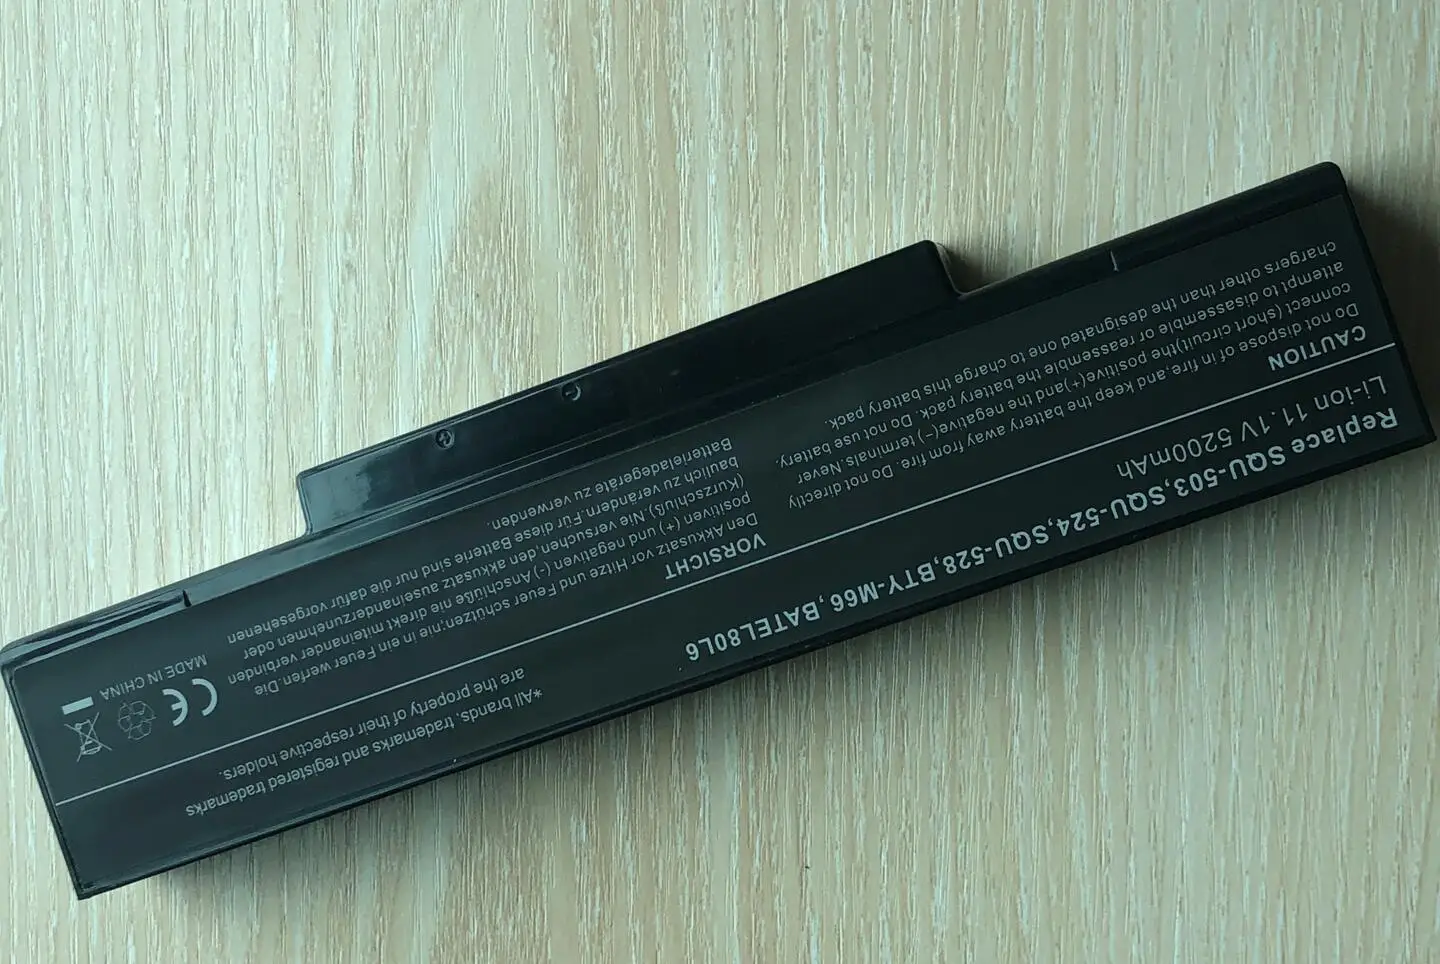 Replace SQU-503,SQU-524,SQU-528,BTY-M66,BATEL80L6
Li-ion 11.1V 5200mAh
CAUTION
Do not dispose of in fire,and keep the battery away from fire. Do not directly
connect (short circuit)the positive(+)and the negative(-) terminals.Never
attempt to disassemble or reassemble the battery pack. Do not use battery.
chargers other than the designated one to charge this battery pack.
VORSICHT
Den Akkusatz vor Hitze und Feuer schützen;nie in ein Feuer werfen.Die
positiven (+) und negativen (-) Anschlüße nie direkt miteinander verbinden
(Kurzschluß).Nie versuchen,den akkusatz auseinanderzunehmen oder
baulich zu verändern.Für diese Batterie sind nur die dafür vorgesehenen
Batterieladegeräte zu verwenden.
*All brands, trademarks and registered trademarks
are the property of their respective holders.
CE
MADE IN CHINA